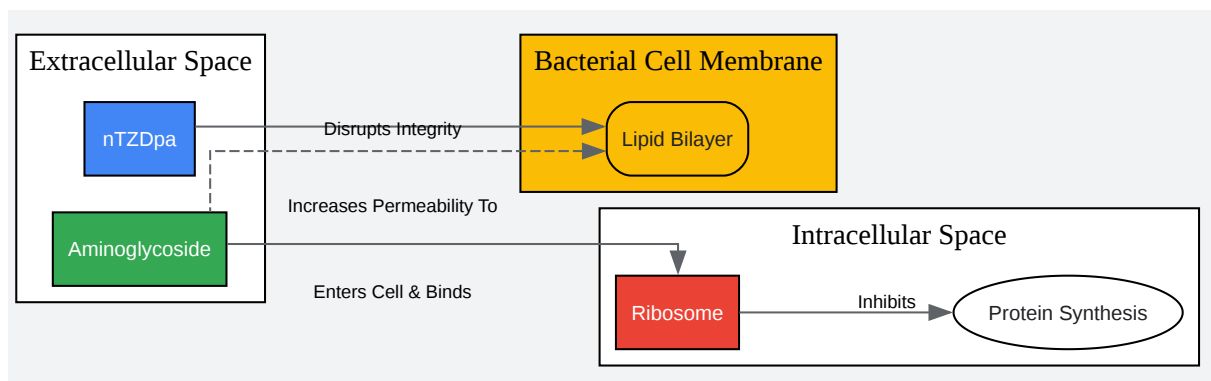 Extracellular Space
Bacterial Cell Membrane
nTZDpa
Disrupts Integrity
Lipid Bilayer
Increases Permeability To
Aminoglycoside
Intracellular Space
Enters Cell & Binds
Ribosome
Inhibits
Protein Synthesis